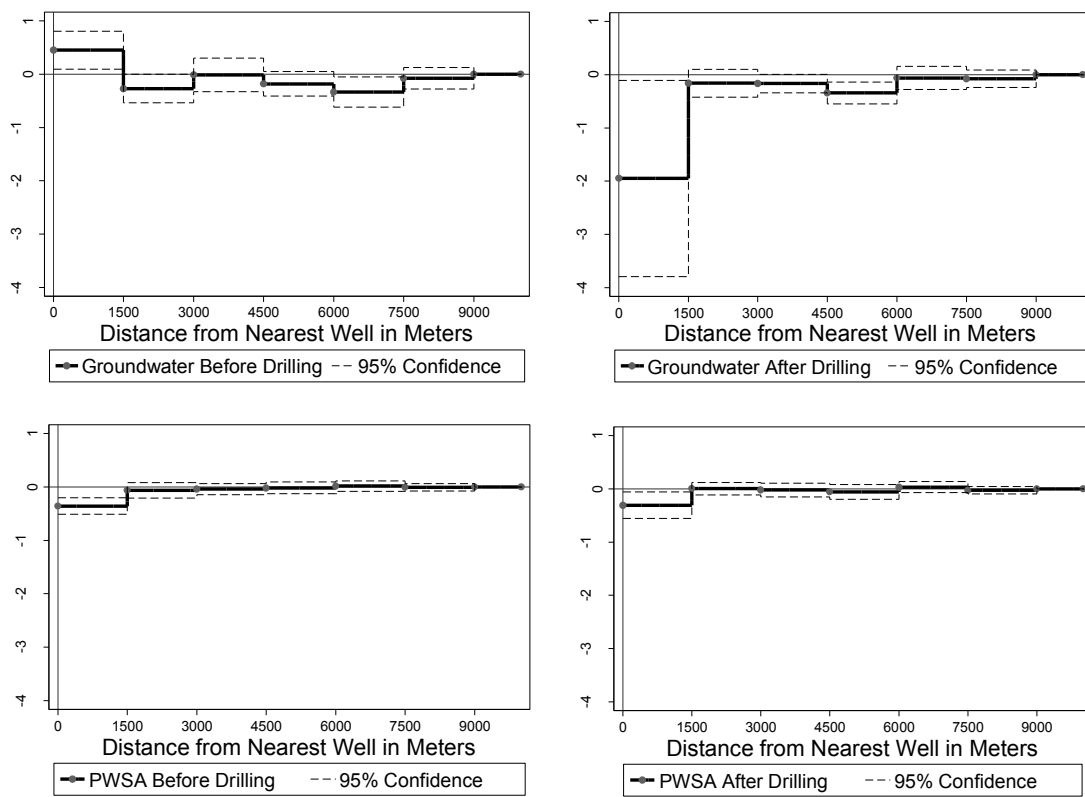 1
0
-1
-2
-3
-4
0 1500 3000 4500 6000 7500 9000
Distance from Nearest Well in Meters
Groundwater Before Drilling 95% Confidence
1
0
-1
-2
-3
-4
0 1500 3000 4500 6000 7500 9000
Distance from Nearest Well in Meters
Groundwater After Drilling 95% Confidence
1
0
-1
-2
-3
-4
0 1500 3000 4500 6000 7500 9000
Distance from Nearest Well in Meters
PWSA Before Drilling 95% Confidence
1
0
-1
-2
-3
-4
0 1500 3000 4500 6000 7500 9000
Distance from Nearest Well in Meters
PWSA After Drilling 95% Confidence